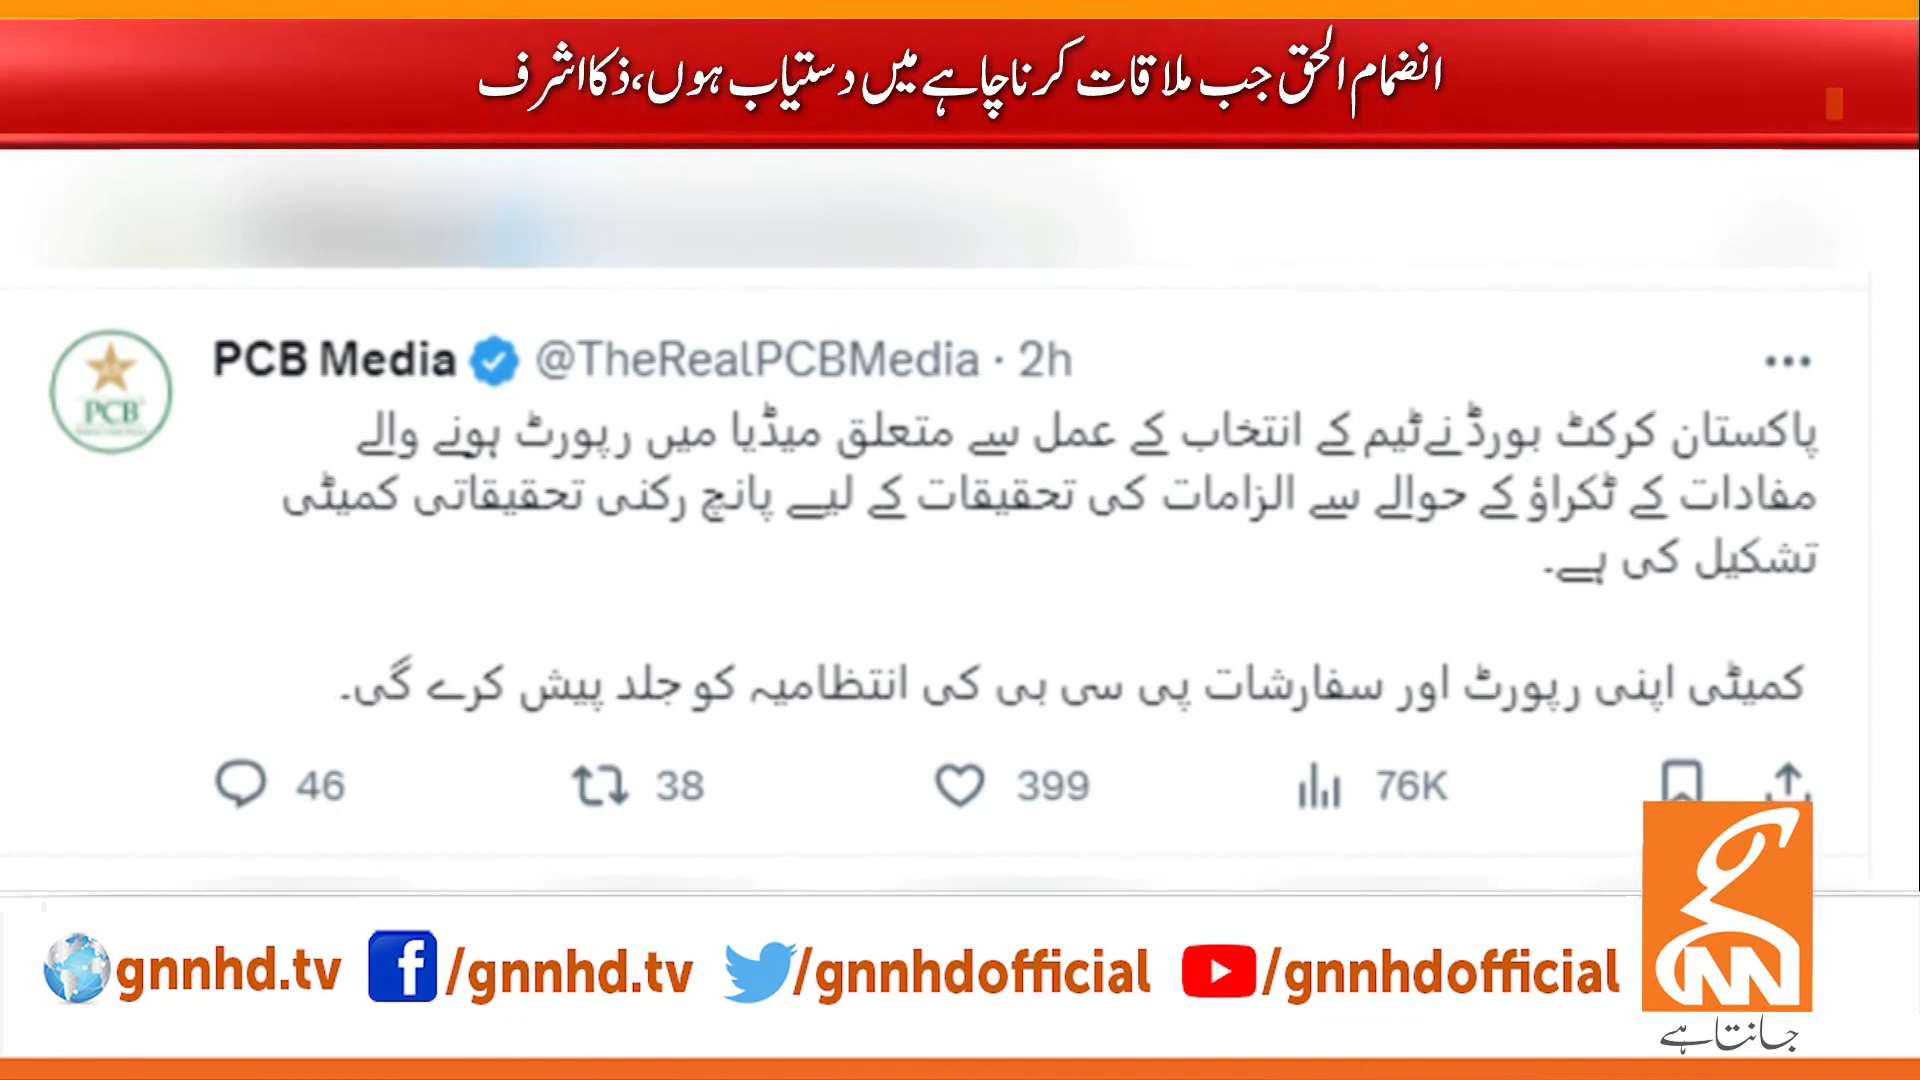 انضمام الحق جب ملاقات کرنا چاہے میں دستیاب ہوں، ذکا اشرف
PCB Media @TheRealPCBMedia · 2h
PCB
پاکستان کرکٹ بورڈ نے ٹیم کے انتخاب کے عمل سے متعلق میڈیا میں رپورٹ ہونے والے
مفادات کے ٹکراؤ کے حوالے سے الزامات کی تحقیقات کے لیے پانچ رکنی تحقیقاتی کمیٹی
تشکیل کی ہے۔
کمیٹی اپنی رپورٹ اور سفارشات پی سی بی کی انتظامیہ کو جلد پیش کرے گی۔
46 38 399 76K
gnnhd.tv /gnnhd.tv /gnnhdofficial /gnnhdofficial
GNN
جانتا ہے